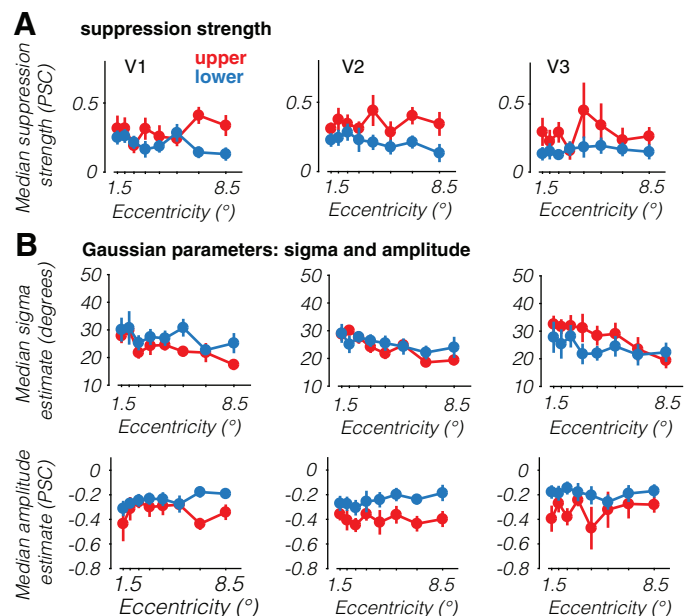 A suppression strength
Median suppression
strength (PSC)
V1
upper
lower
V2
V3
0.5
0
0.5
0
0.5
0
1.5 8.5
1.5 8.5
1.5 8.5
Eccentricity (°)
Eccentricity (°)
Eccentricity (°)
B Gaussian parameters: sigma and amplitude
Median sigma
estimate (degrees)
50
40
30
20
10
50
40
30
20
10
50
40
30
20
10
1.5 8.5
1.5 8.5
1.5 8.5
Eccentricity (°)
Eccentricity (°)
Eccentricity (°)
Median amplitude
estimate (PSC)
0
-0.2
-0.4
-0.6
-0.8
0
-0.2
-0.4
-0.6
-0.8
0
-0.2
-0.4
-0.6
-0.8
1.5 8.5
1.5 8.5
1.5 8.5
Eccentricity (°)
Eccentricity (°)
Eccentricity (°)